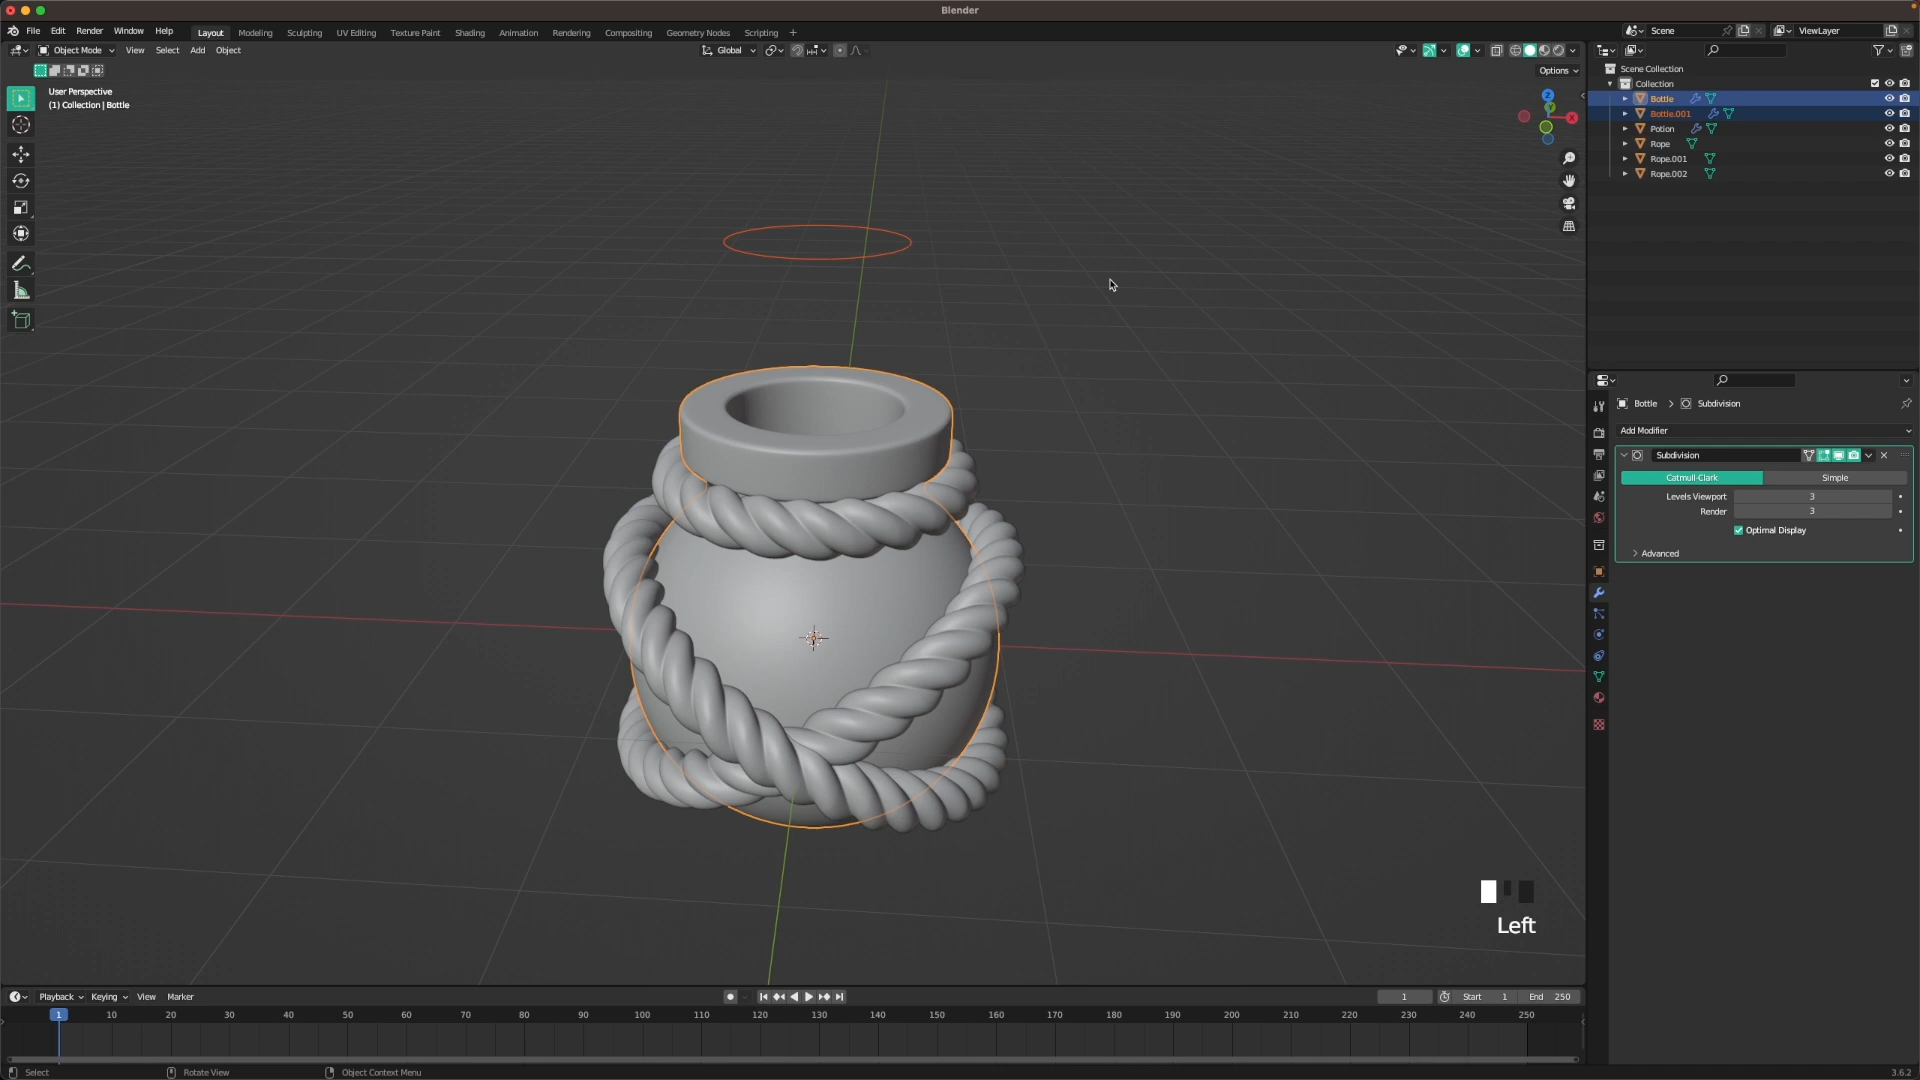 Blender
File Edit Render Window Help Layout Modeling Sculpting UV Editing Texture Paint Shading Animation Rendering Compositing Geometry Nodes Scripting + Scene ViewLayer
Object Mode View Select Add Object Global
Options
User Perspective
(1) Collection | Bottle
Z
Y
X
Scene Collection
Collection
Bottle
Bottle.001
Potion
Rope
Rope.001
Rope.002
Bottle > Subdivision
Add Modifier
Subdivision
Catmull-Clark Simple
Levels Viewport 3
Render 3
Optimal Display
Advanced
Left
Playback Keying View Marker 1 Start 1 End 250
1 10 20 30 40 50 60 70 80 90 100 110 120 130 140 150 160 170 180 190 200 210 220 230 240 250
Select Rotate View Object Context Menu 3.6.2